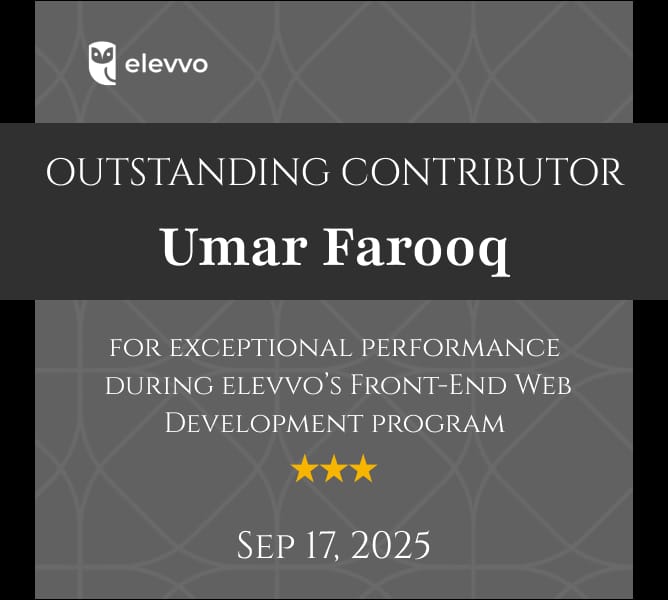 elevvo
OUTSTANDING CONTRIBUTOR
Umar Farooq
FOR EXCEPTIONAL PERFORMANCE
DURING ELEVVO’S FRONT-END WEB
DEVELOPMENT PROGRAM
SEP 17, 2025